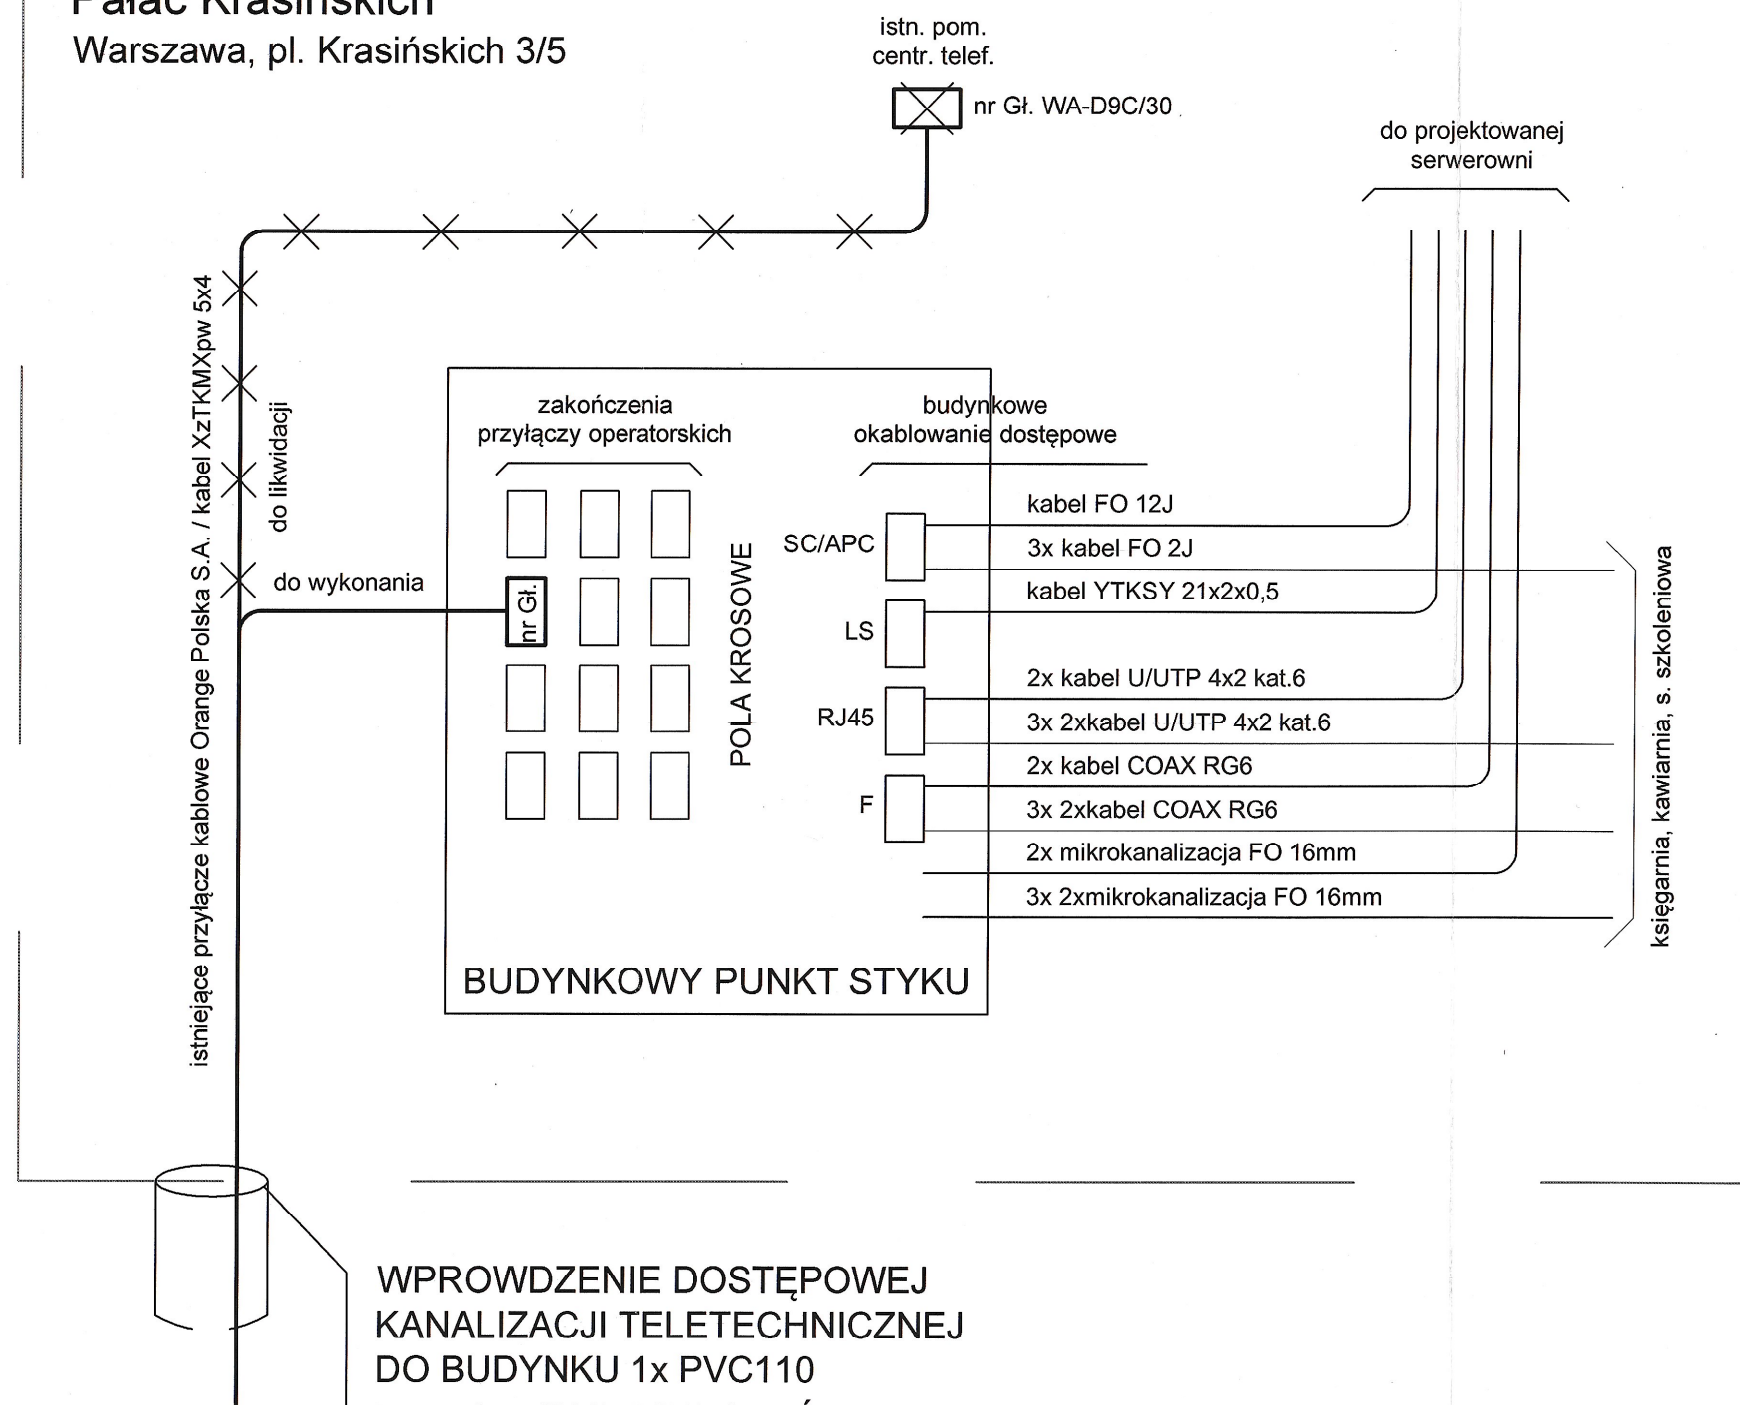 Pałac Krasińskich
Warszawa, pl. Krasińskich 3/5
istn. pom.
centr. telef.
nr Gł. WA-D9C/30
do projektowanej
serwerowni
istniejące przyłącze kablowe Orange Polska S.A. / kabel XzTKMXpw 5x4
do likwidacji
do wykonania
zakończenia
przyłączy operatorskich
budynkowe
okablowanie dostępowe
nr Gł.
POLA KROSOWE
SC/APC
LS
RJ45
F
kabel FO 12J
3x kabel FO 2J
kabel YTKSY 21x2x0,5
2x kabel U/UTP 4x2 kat.6
3x 2xkabel U/UTP 4x2 kat.6
2x kabel COAX RG6
3x 2xkabel COAX RG6
2x mikrokanalizacja FO 16mm
3x 2xmikrokanalizacja FO 16mm
księgarnia, kawiarnia, s. szkoleniowa
BUDYNKOWY PUNKT STYKU
WPROWDZENIE DOSTĘPOWEJ
KANALIZACJI TELETECHNICZNEJ
DO BUDYNKU 1x PVC110